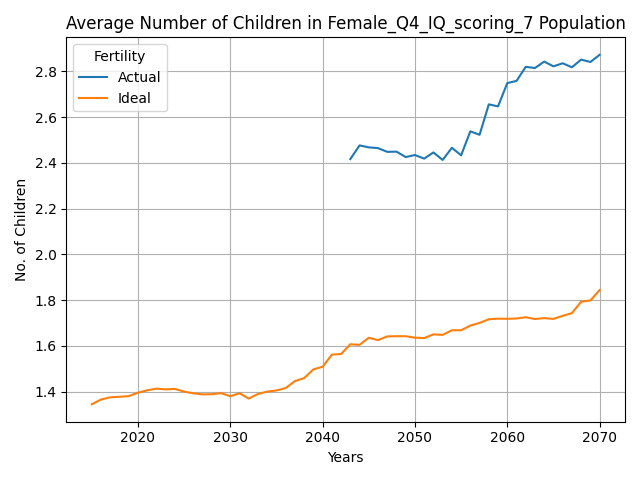 Average Number of Children in Female_Q4_IQ_scoring_7 Population
Fertility
Actual
Ideal
No. of Children
2.8
2.6
2.4
2.2
2.0
1.8
1.6
1.4
2020 2030 2040 2050 2060 2070
Years